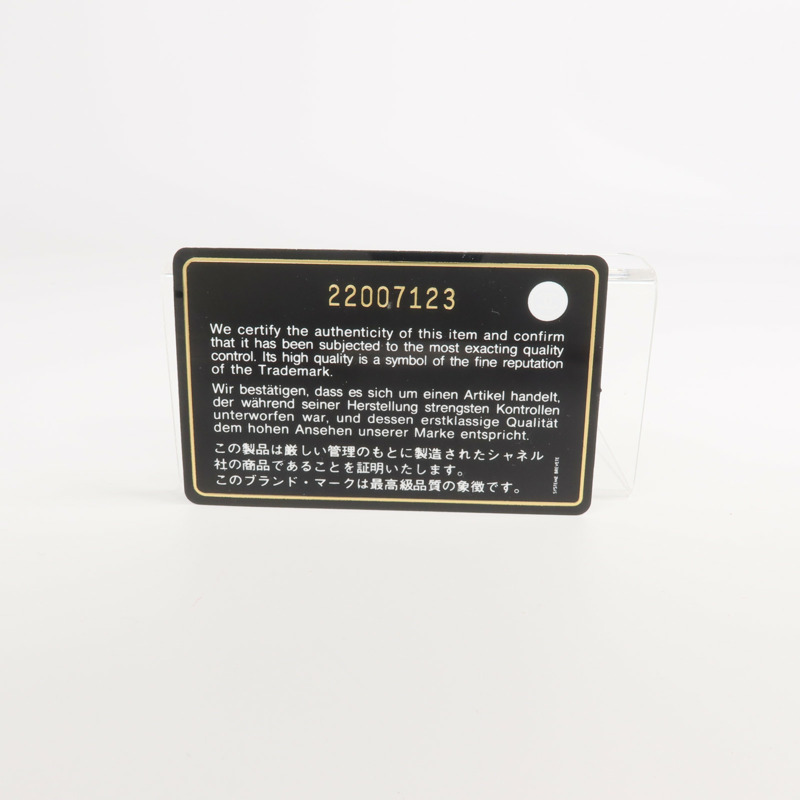 22007123
We certify the authenticity of this item and confirm
that it has been subjected to the most exacting quality
control. Its high quality is a symbol of the fine reputation
of the Trademark.
Wir bestätigen, dass es sich um einen Artikel handelt,
der während seiner Herstellung strengsten Kontrollen
unterworfen war, und dessen erstklassige Qualität
dem hohen Ansehen unserer Marke entspricht.
この製品は厳しい管理のもとに製造されたシャネル
社の商品であることを証明いたします。
このブランド・マークは最高級品質の象徴です。